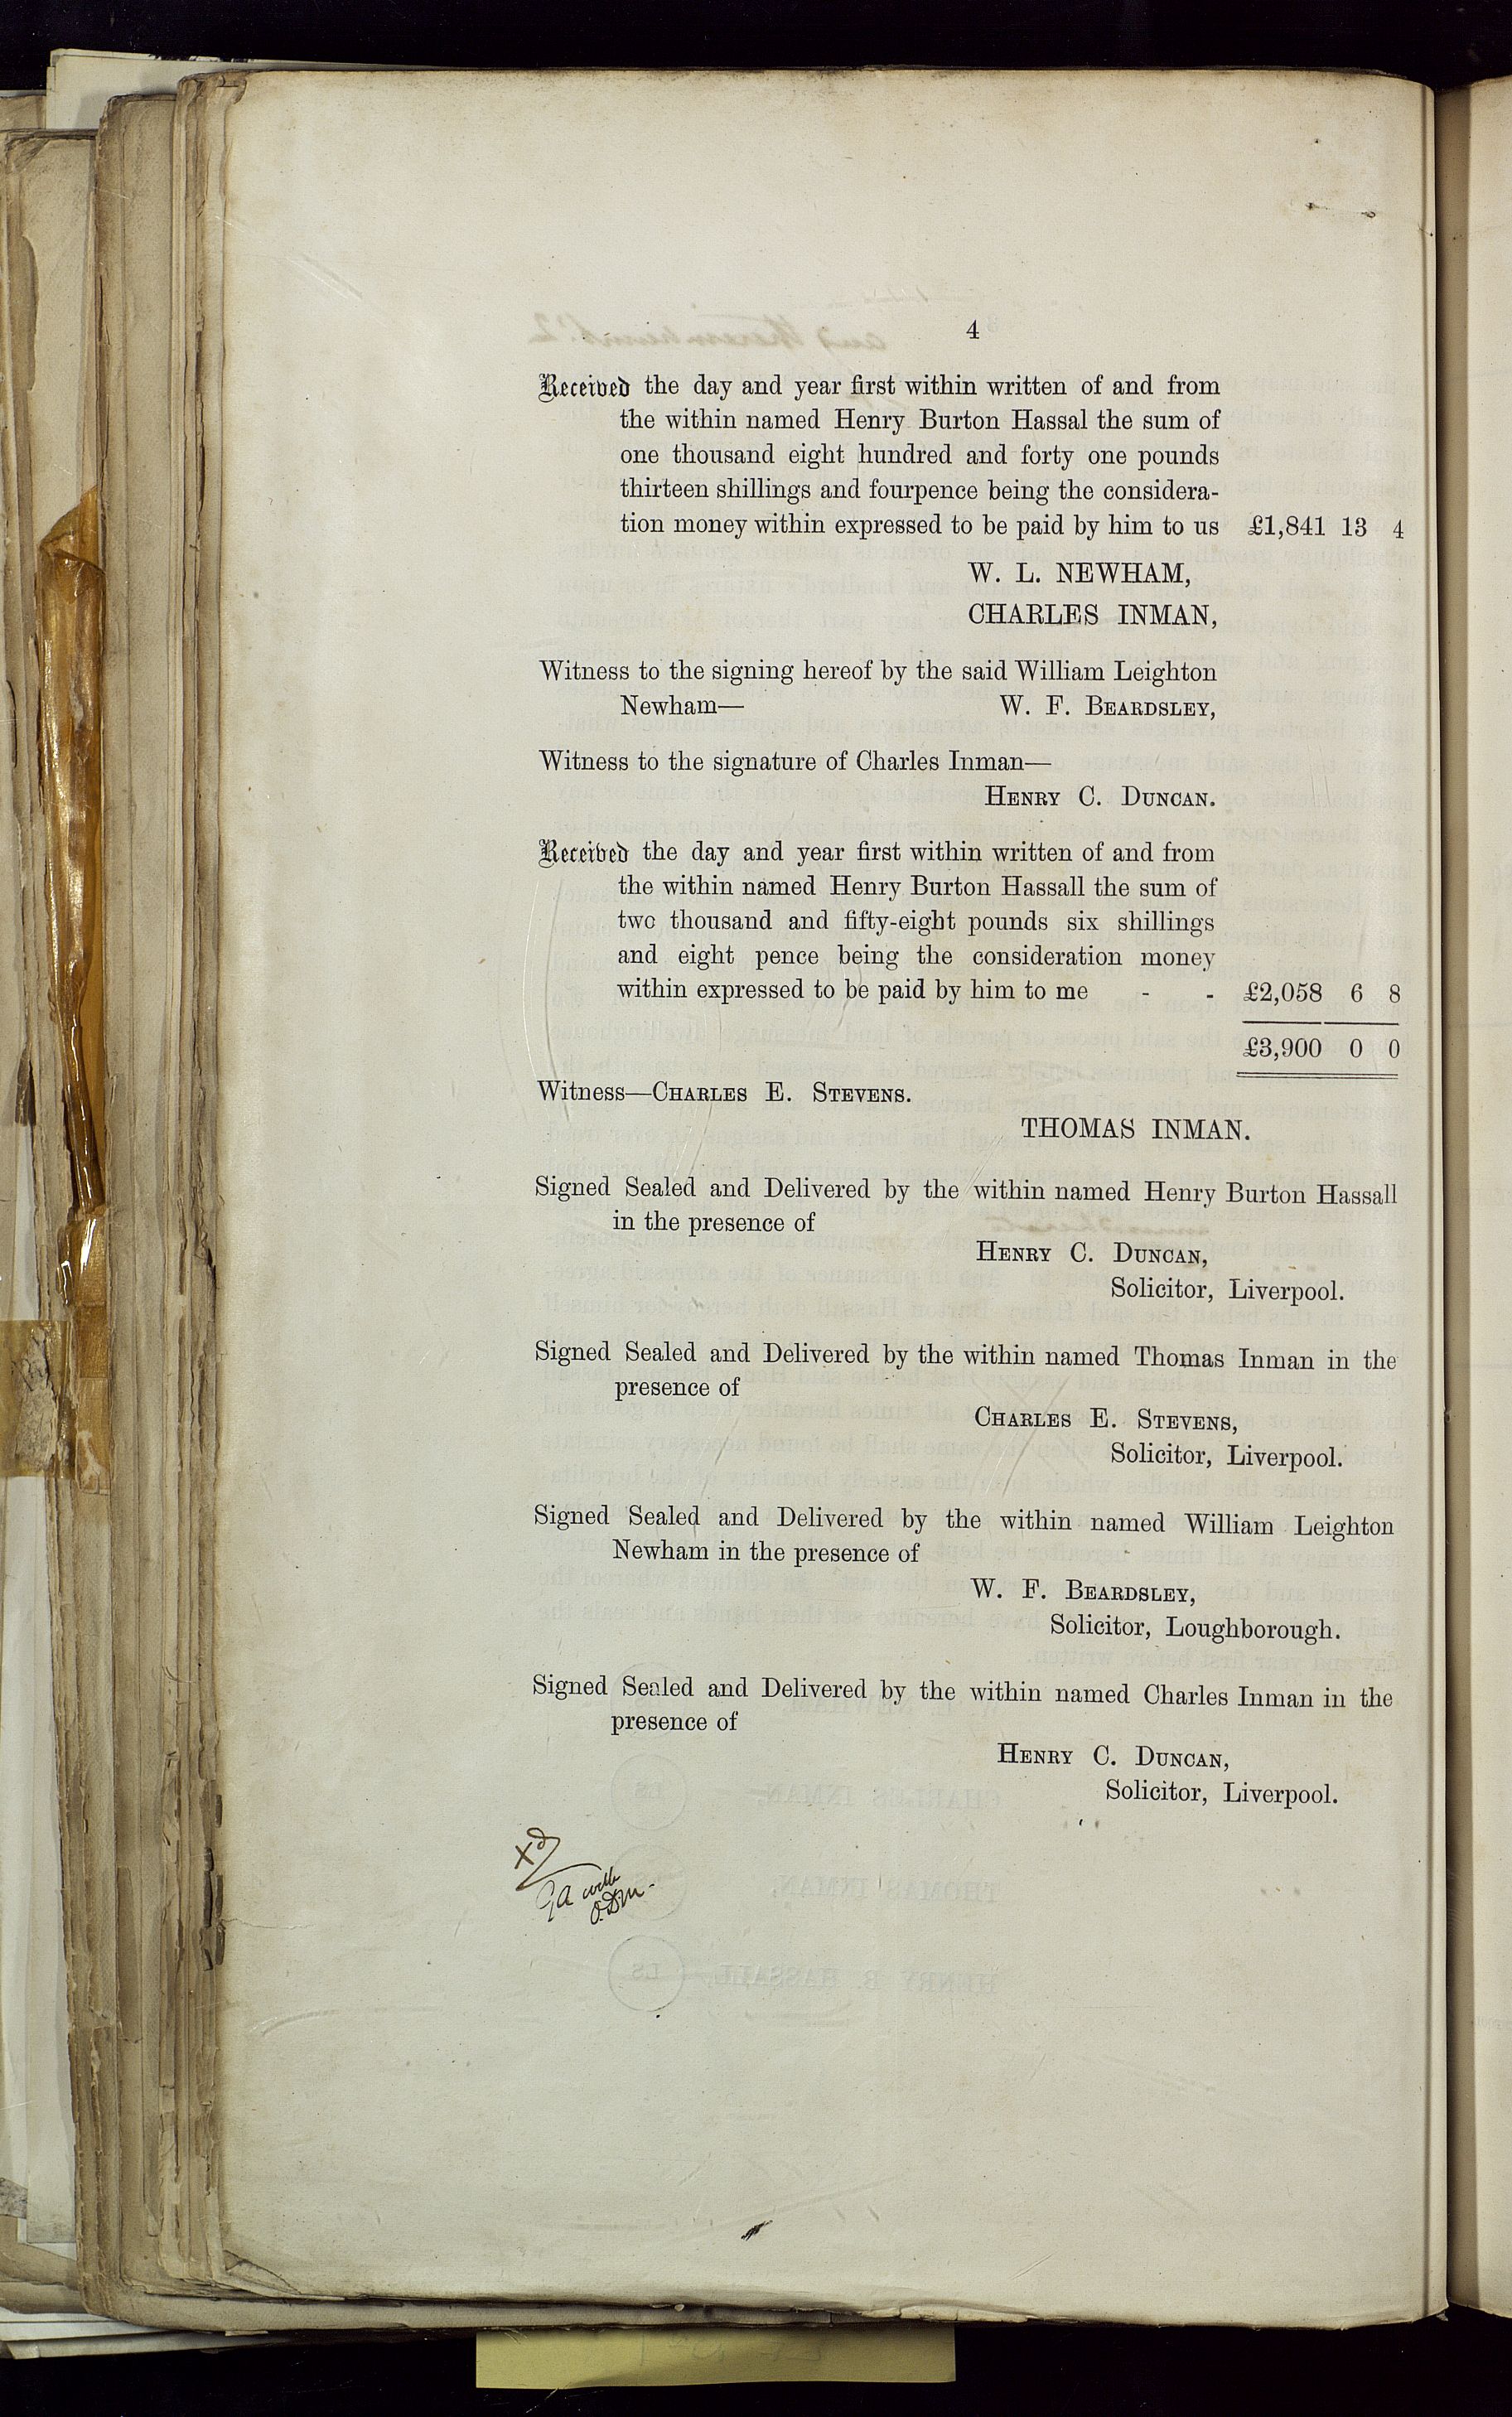 4
Received the day and year first within written of and from
the within named Henry Burton Hassal the sum of
one thousand eight hundred and forty one pounds
thirteen shillings and fourpence being the considera-
tion money within expressed to be paid by him to us £1,841 13 4
W. L. NEWHAM,
CHARLES INMAN,
Witness to the signing hereof by the said William Leighton
Newham— W. F. BEARDSLEY,
Witness to the signature of Charles Inman—
HENRY C. DUNCAN.
Received the day and year first within written of and from
the within named Henry Burton Hassall the sum of
two thousand and fifty-eight pounds six shillings
and eight pence being the consideration money
within expressed to be paid by him to me - - £2,058 6 8
£3,900 0 0
Witness—CHARLES E. STEVENS.
THOMAS INMAN.
Signed Sealed and Delivered by the within named Henry Burton Hassall
in the presence of
HENRY C. DUNCAN,
Solicitor, Liverpool.
Signed Sealed and Delivered by the within named Thomas Inman in the
presence of
CHARLES E. STEVENS,
Solicitor, Liverpool.
Signed Sealed and Delivered by the within named William Leighton
Newham in the presence of
W. F. BEARDSLEY,
Solicitor, Loughborough.
Signed Sealed and Delivered by the within named Charles Inman in the
presence of
HENRY C. DUNCAN,
Solicitor, Liverpool.
Xd
with